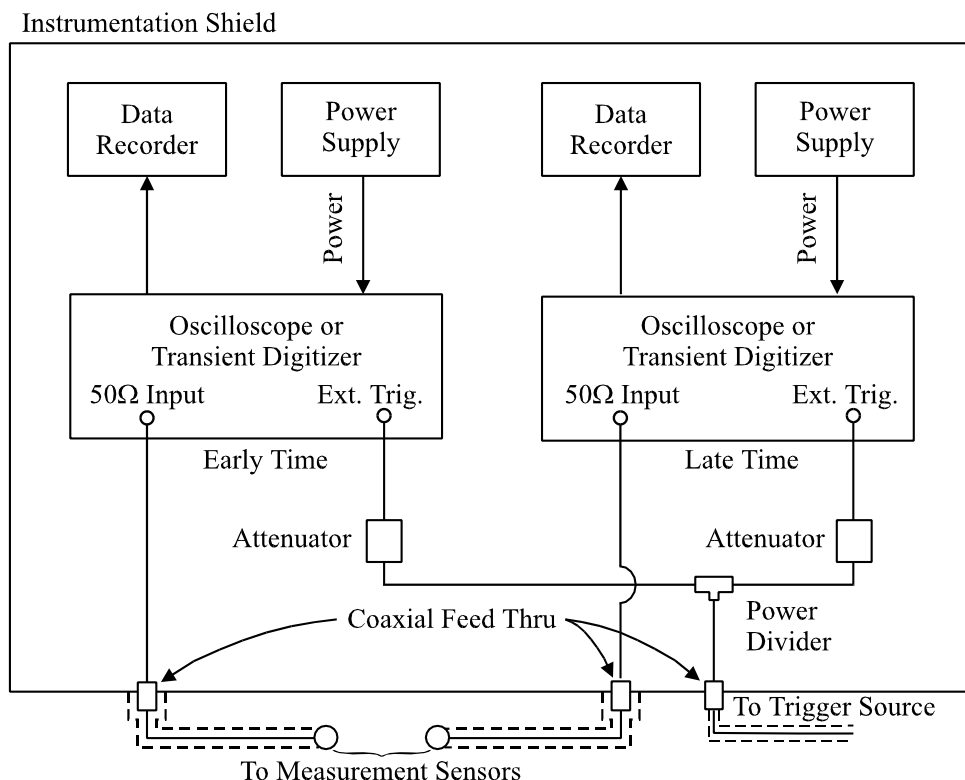 Instrumentation Shield
Data
Recorder
Power
Supply
Data
Recorder
Power
Supply
Power
Power
Oscilloscope or
Transient Digitizer
50Ω Input
Ext. Trig.
Early Time
Oscilloscope or
Transient Digitizer
50Ω Input
Ext. Trig.
Late Time
Attenuator
Attenuator
Power
Divider
Coaxial Feed Thru
To Trigger Source
To Measurement Sensors